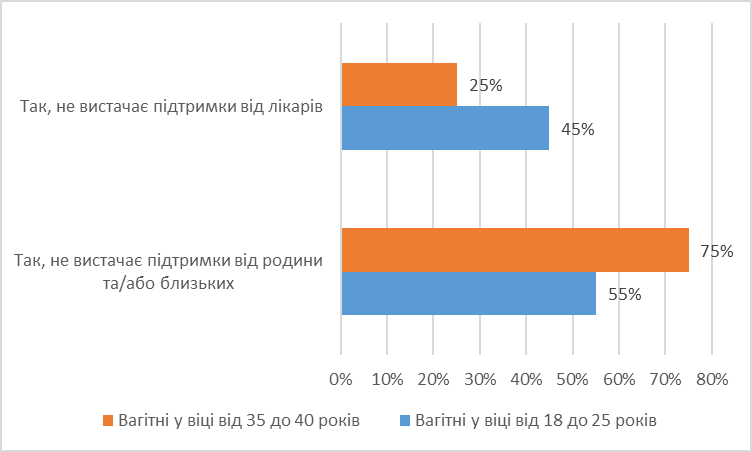 25%
Так, не вистачає підтримки від лікарів
45%
75%
Так, не вистачає підтримки від родини
та/або близьких
55%
0% 10% 20% 30% 40% 50% 60% 70% 80%
Вагітні у віці від 35 до 40 років Вагітні у віці від 18 до 25 років